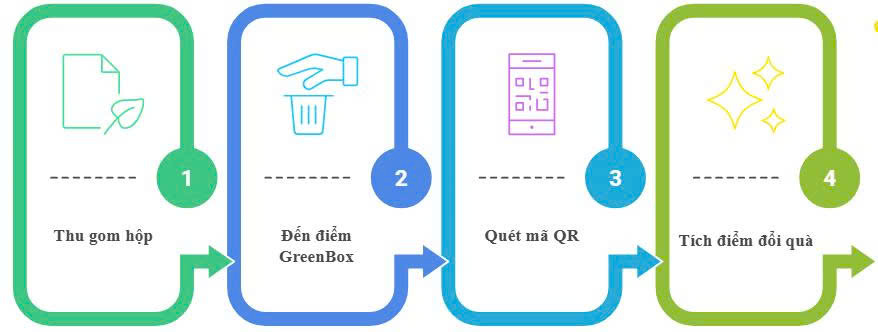 1
Thu gom hộp
2
Đến điểm
GreenBox
3
Quét mã QR
4
Tích điểm đổi quà